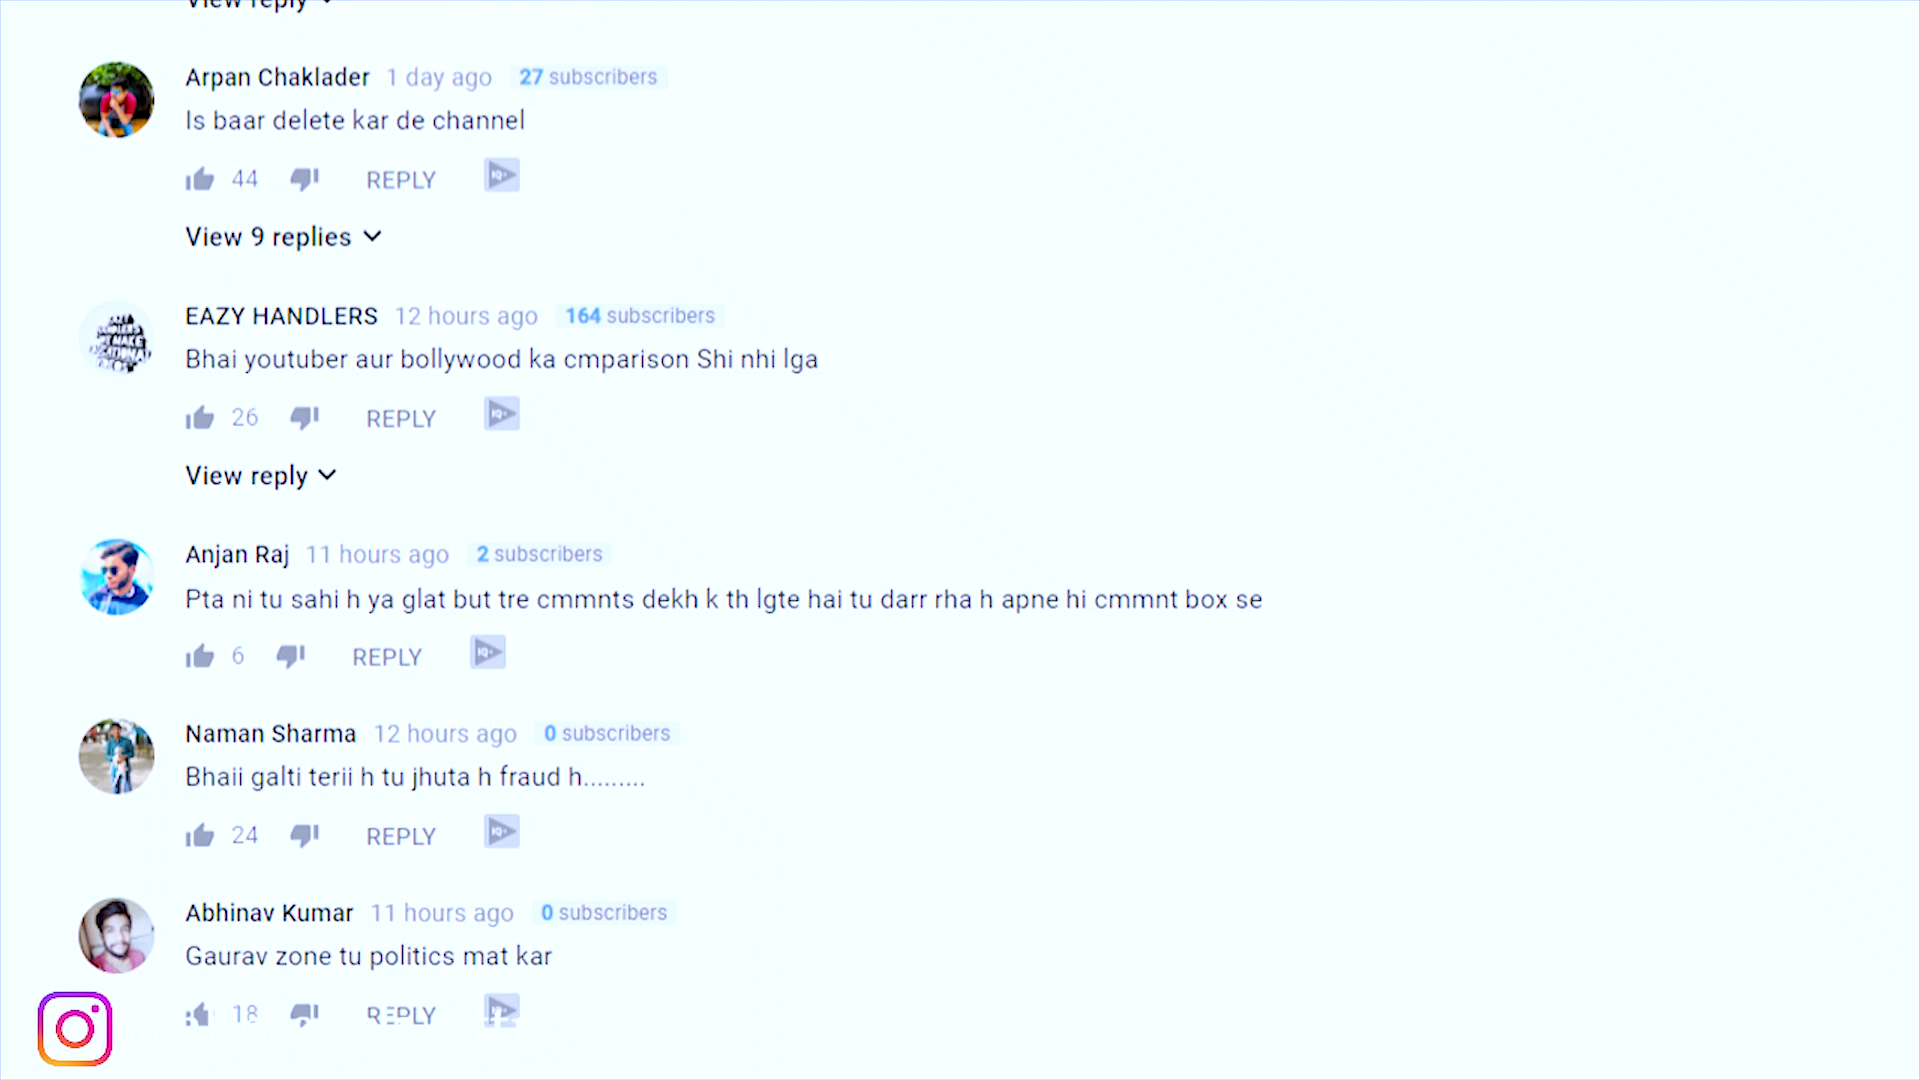 View reply
Arpan Chaklader 1 day ago 27 subscribers
Is baar delete kar de channel
44 REPLY
View 9 replies
EAZY HANDLERS 12 hours ago 164 subscribers
Bhai youtuber aur bollywood ka cmparison Shi nhi lga
26 REPLY
View reply
Anjan Raj 11 hours ago 2 subscribers
Pta ni tu sahi h ya glat but tre cmmnts dekh k th lgte hai tu darr rha h apne hi cmmnt box se
6 REPLY
Naman Sharma 12 hours ago 0 subscribers
Bhaii galti terii h tu jhuta h fraud h.........
24 REPLY
Abhinav Kumar 11 hours ago 0 subscribers
Gaurav zone tu politics mat kar
18 REPLY